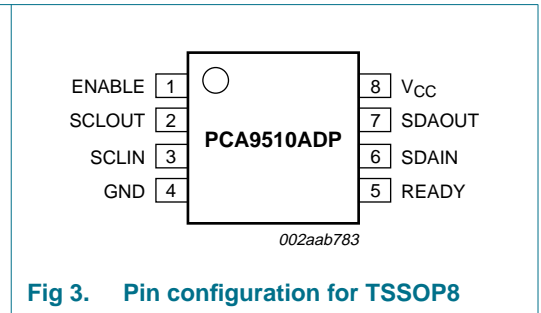 ENABLE 1 8 VCC
SCLOUT 2 7 SDAOUT
PCA9510ADP
SCLIN 3 6 SDAIN
GND 4 5 READY
002aab783
Fig 3. Pin configuration for TSSOP8